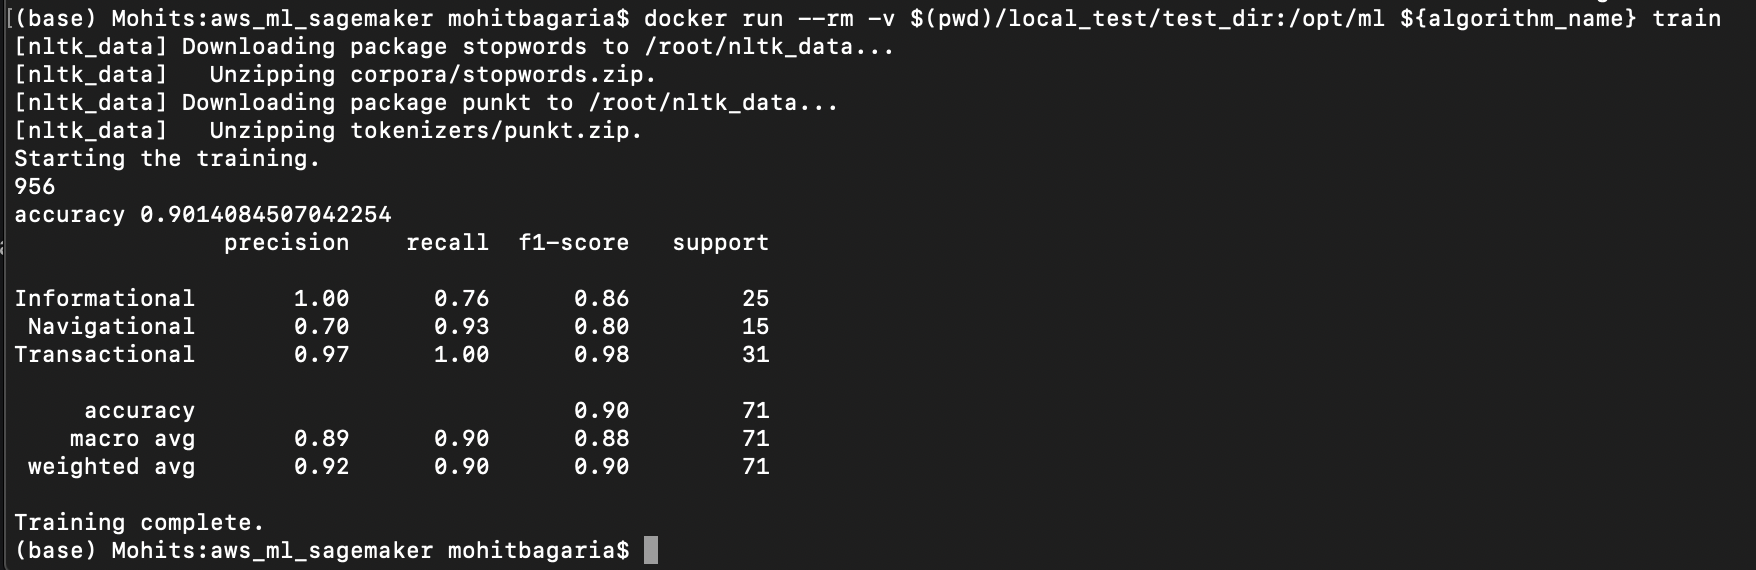 [(base) Mohits:aws_ml_sagemaker mohitbagaria$ docker run --rm -v $(pwd)/local_test/test_dir:/opt/ml ${algorithm_name} train
[nltk_data] Downloading package stopwords to /root/nltk_data...
[nltk_data]   Unzipping corpora/stopwords.zip.
[nltk_data] Downloading package punkt to /root/nltk_data...
[nltk_data]   Unzipping tokenizers/punkt.zip.
Starting the training.
956
accuracy 0.9014084507042254
               precision    recall  f1-score   support
Informational       1.00      0.76      0.86        25
 Navigational       0.70      0.93      0.80        15
Transactional       0.97      1.00      0.98        31
     accuracy                           0.90        71
    macro avg       0.89      0.90      0.88        71
 weighted avg       0.92      0.90      0.90        71
Training complete.
(base) Mohits:aws_ml_sagemaker mohitbagaria$